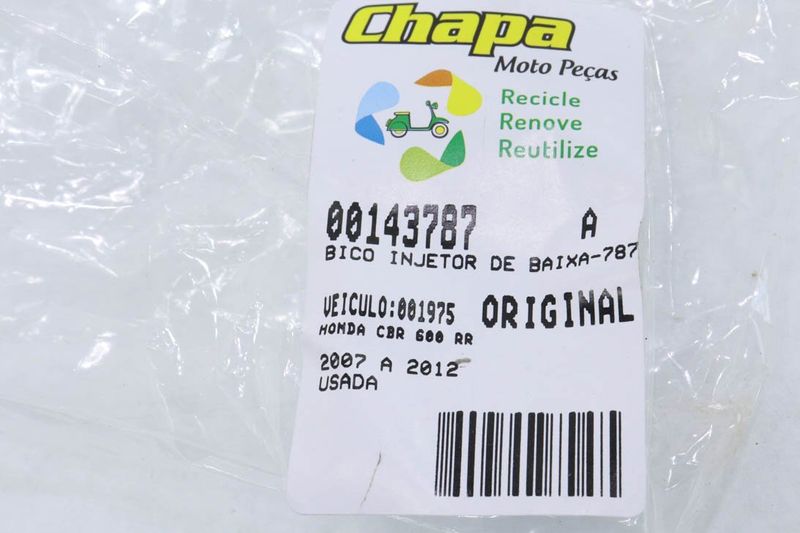 Chapa
Moto Peças
Recicle
Renove
Reutilize
00143787 A
BICO INJETOR DE BAIXA-787
VEICULO:001975 ORIGINAL
HONDA CBR 600 RR
2007 A 2012
USADA